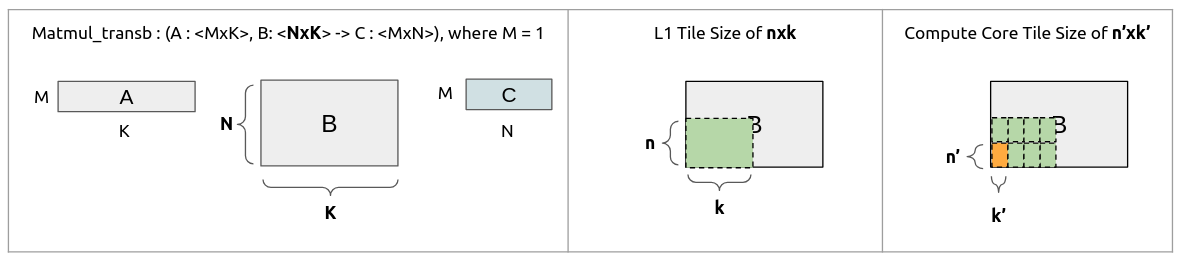 Matmul_transb : (A : <MxK>, B: <NxK> -> C : <MxN>), where M = 1
M
A
K
N
B
K
M
C
N
L1 Tile Size of nxk
B
n
k
Compute Core Tile Size of n'xk'
B
n'
k'